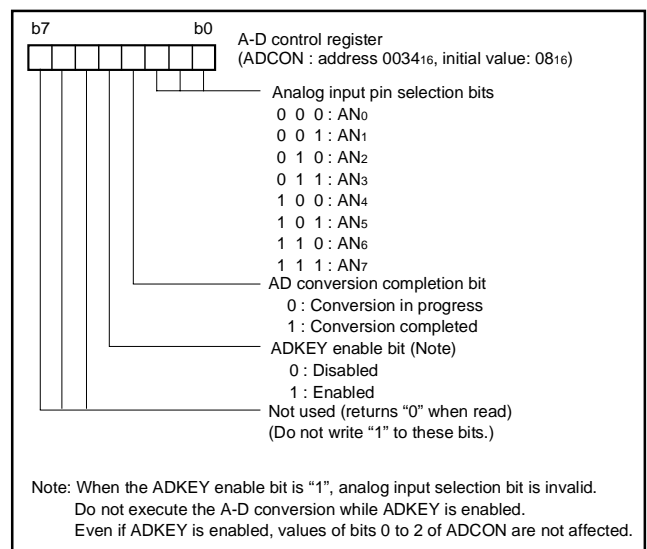 b7 b0
A-D control register
(ADCON : address 0034₁₆, initial value: 08₁₆)
Analog input pin selection bits
0 0 0 : AN₀
0 0 1 : AN₁
0 1 0 : AN₂
0 1 1 : AN₃
1 0 0 : AN₄
1 0 1 : AN₅
1 1 0 : AN₆
1 1 1 : AN₇
AD conversion completion bit
0 : Conversion in progress
1 : Conversion completed
ADKEY enable bit (Note)
0 : Disabled
1 : Enabled
Not used (returns “0” when read)
(Do not write “1” to these bits.)
Note: When the ADKEY enable bit is “1”, analog input selection bit is invalid.
Do not execute the A-D conversion while ADKEY is enabled.
Even if ADKEY is enabled, values of bits 0 to 2 of ADCON are not affected.